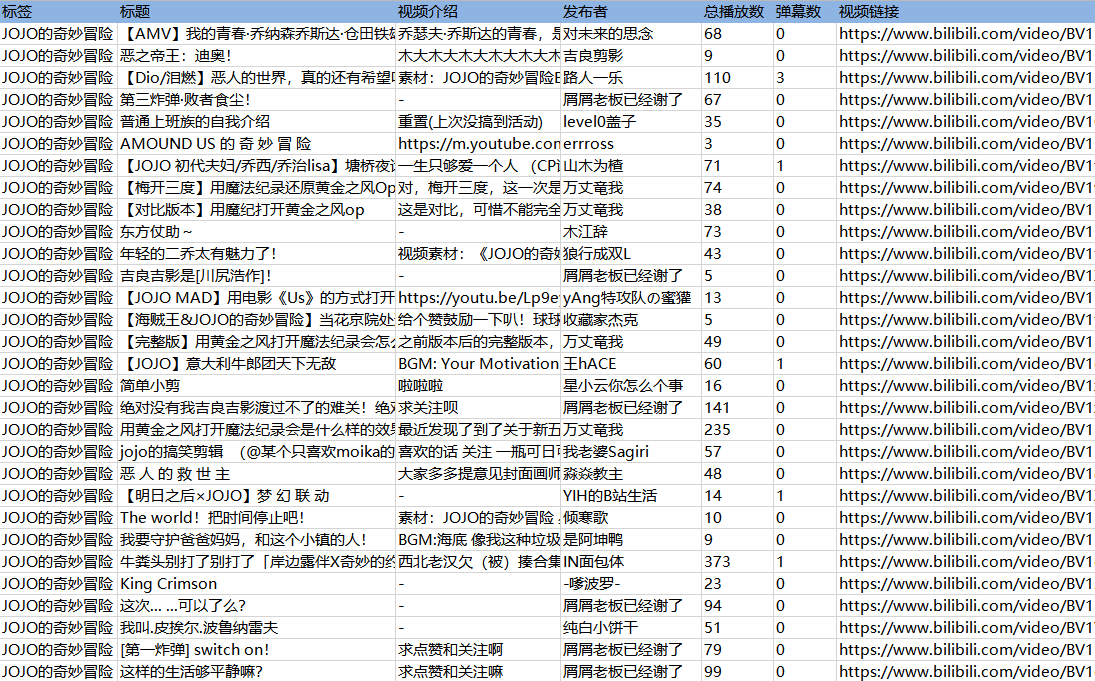 标签 标题 视频介绍 发布者 总播放数 弹幕数 视频链接
JOJO的奇妙冒险 【AMV】我的青春·乔纳森乔斯达·仓田铁 乔瑟夫·乔斯达的青春，是 对未来的思念 68 0 https://www.bilibili.com/video/BV1
JOJO的奇妙冒险 恶之帝王：迪奥！ 木大木大木大木大木大木 吉良剪影 9 0 https://www.bilibili.com/video/BV1
JOJO的奇妙冒险 【Dio/泪燃】恶人的世界，真的还有希望 素材：JOJO的奇妙冒险 路人一乐 110 3 https://www.bilibili.com/video/BV1
JOJO的奇妙冒险 第三炸弹·败者食尘！ - 屑屑老板已经谢了 67 0 https://www.bilibili.com/video/BV1
JOJO的奇妙冒险 普通上班族的自我介绍 重置(上次没搞到活动) level0盖子 35 0 https://www.bilibili.com/video/BV1
JOJO的奇妙冒险 AMOUND US 的 奇 妙 冒 险 https://m.youtube.con errross 3 0 https://www.bilibili.com/video/BV1
JOJO的奇妙冒险 【JOJO 初代夫妇/乔西/乔治lisa】塘桥夜 一生只够爱一个人 （CP 山木为楂 71 1 https://www.bilibili.com/video/BV1
JOJO的奇妙冒险 【梅开三度】用魔法纪录还原黄金之风Op 对，梅开三度，这一次是 万丈竜我 74 0 https://www.bilibili.com/video/BV1
JOJO的奇妙冒险 【对比版本】用魔纪打开黄金之风op 这是对比，可惜不能完全 万丈竜我 38 0 https://www.bilibili.com/video/BV1
JOJO的奇妙冒险 东方仗助～ - 木江辞 73 0 https://www.bilibili.com/video/BV1
JOJO的奇妙冒险 年轻的二乔太有魅力了！ 视频素材：《JOJO的奇 狼行成双L 43 0 https://www.bilibili.com/video/BV1
JOJO的奇妙冒险 吉良吉影是[川尻浩作]！ - 屑屑老板已经谢了 5 0 https://www.bilibili.com/video/BV1
JOJO的奇妙冒险 【JOJO MAD】用电影《Us》的方式打开 https://youtu.be/Lp9e yAng特攻队の蜜獾 13 0 https://www.bilibili.com/video/BV1
JOJO的奇妙冒险 【海贼王&JOJO的奇妙冒险】当花京院处 给个赞鼓励一下叭！球球 收藏家杰克 5 0 https://www.bilibili.com/video/BV1
JOJO的奇妙冒险 【完整版】用黄金之风打开魔法纪录会怎么 之前版本后的完整版本， 万丈竜我 49 0 https://www.bilibili.com/video/BV1
JOJO的奇妙冒险 【JOJO】意大利牛郎团天下无敌 BGM: Your Motivation 王hACE 60 1 https://www.bilibili.com/video/BV1
JOJO的奇妙冒险 简单小剪 啦啦啦 星小云你怎么个事 16 0 https://www.bilibili.com/video/BV1
JOJO的奇妙冒险 绝对没有我吉良吉影渡过不了的难关！绝对 求关注呗 屑屑老板已经谢了 141 0 https://www.bilibili.com/video/BV1
JOJO的奇妙冒险 用黄金之风打开魔法纪录会是什么样的效果 最近发现了到了关于新五 万丈竜我 235 0 https://www.bilibili.com/video/BV1
JOJO的奇妙冒险 jojo的搞笑剪辑 （@某个只喜欢moika的 喜欢的话 关注 一瓶可日 我老婆Sagiri 57 0 https://www.bilibili.com/video/BV1
JOJO的奇妙冒险 恶 人 的 救 世 主 大家多多提意见封面画师 淼焱教主 48 0 https://www.bilibili.com/video/BV1
JOJO的奇妙冒险 【明日之后×JOJO】梦 幻 联 动 - YIH的B站生活 14 1 https://www.bilibili.com/video/BV1
JOJO的奇妙冒险 The world！把时间停止吧！ 素材：JOJO的奇妙冒险 倾寒歌 10 0 https://www.bilibili.com/video/BV1
JOJO的奇妙冒险 我要守护爸爸妈妈，和这个小镇的人！ BGM:海底 像我这种垃圾 是阿坤鸭 9 0 https://www.bilibili.com/video/BV1
JOJO的奇妙冒险 牛粪头别打了别打了「岸边露伴X奇妙的约 西北老汉欠（被）揍合集 IN面包体 373 1 https://www.bilibili.com/video/BV1
JOJO的奇妙冒险 King Crimson - -嗲波罗- 23 0 https://www.bilibili.com/video/BV1
JOJO的奇妙冒险 这次... ...可以了么？ - 屑屑老板已经谢了 94 0 https://www.bilibili.com/video/BV1
JOJO的奇妙冒险 我叫.皮挨尔.波鲁纳雷夫 - 纯白小饼干 51 0 https://www.bilibili.com/video/BV1
JOJO的奇妙冒险 [第一炸弹] switch on！ 求点赞和关注啊 屑屑老板已经谢了 79 0 https://www.bilibili.com/video/BV1
JOJO的奇妙冒险 这样的生活够平静嘛？ 求点赞和关注嘛 屑屑老板已经谢了 99 0 https://www.bilibili.com/video/BV1